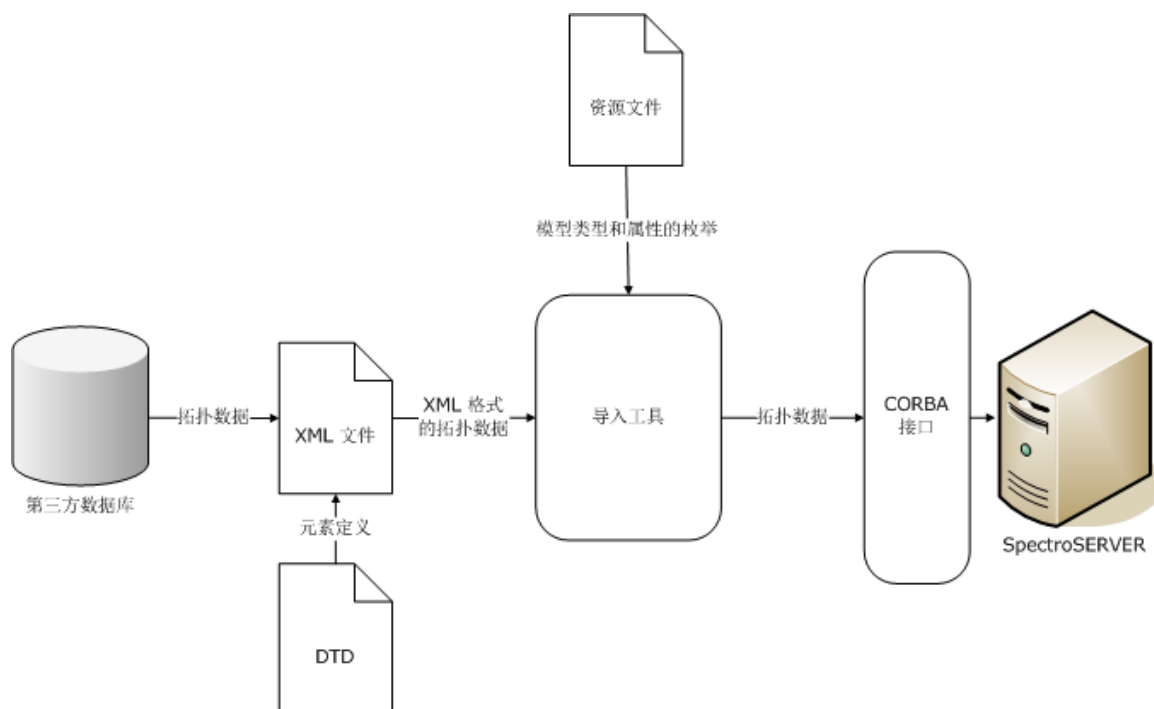 资源文件
模型类型和属性的枚举
拓扑数据
XML 文件
XML 格式
的拓扑数据
导入工具
拓扑数据
CORBA
接口
第三方数据库
元素定义
SpectroSERVER
DTD